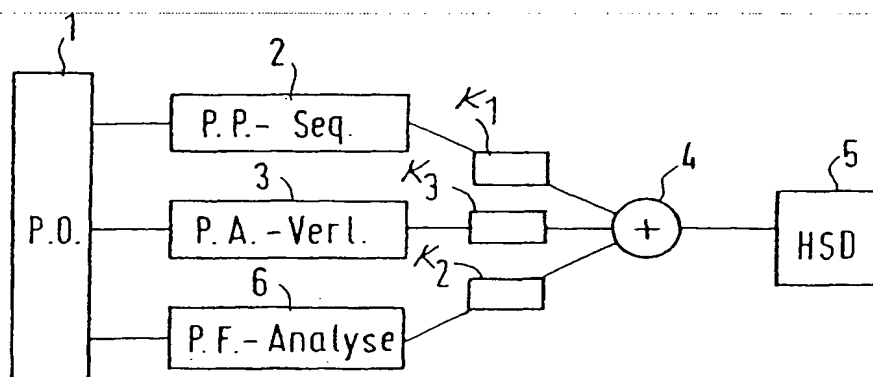 1
2
P.P.- Seq.
K1
3
K3
4
5
P.O.
P.A.-Verl.
+
HSD
6
K2
P.F.-Analyse